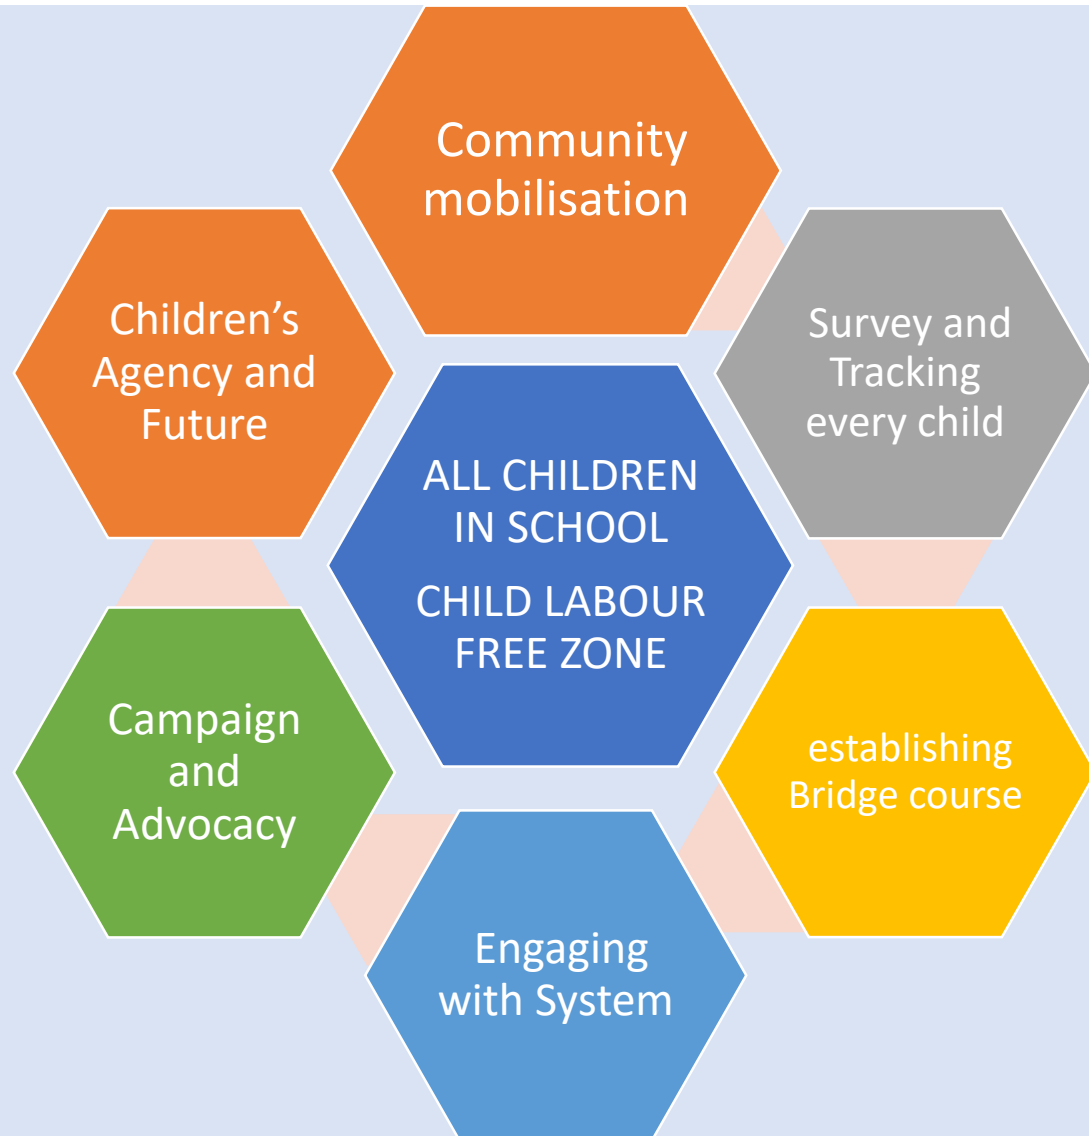 Community
mobilisation
Survey and
Tracking
every child
establishing
Bridge course
Engaging
with System
Campaign
and
Advocacy
Children’s
Agency and
Future
ALL CHILDREN
IN SCHOOL
CHILD LABOUR
FREE ZONE